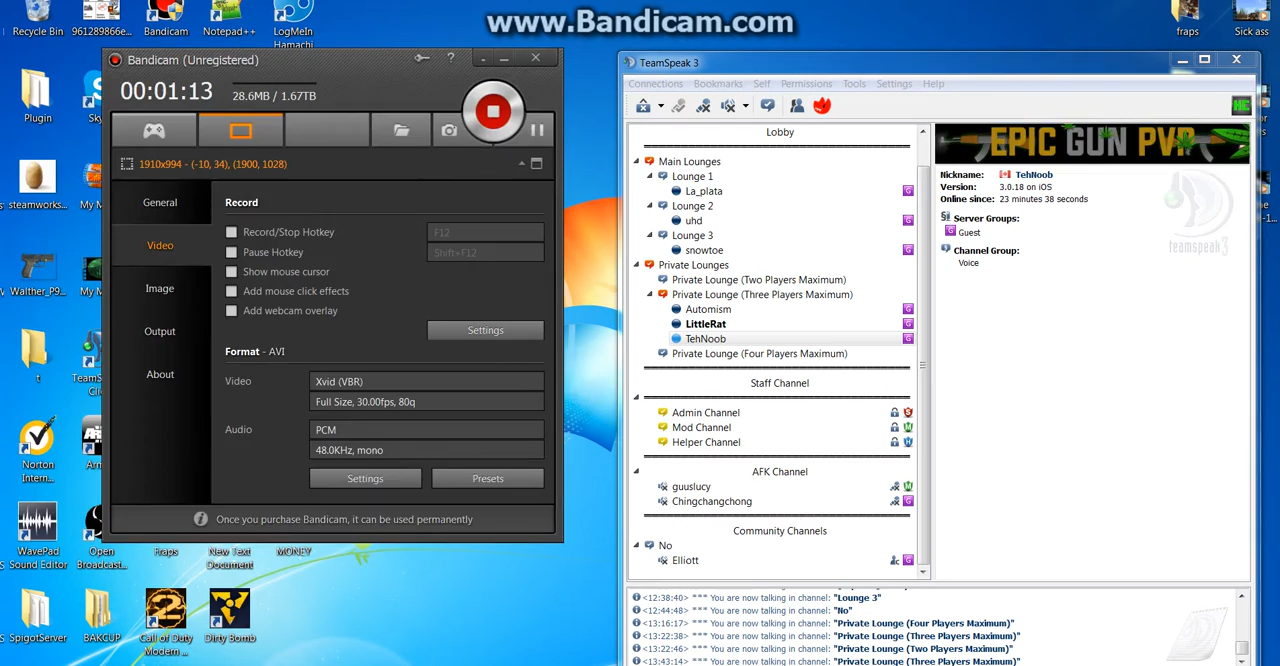 www.Bandicam.com
Recycle Bin
961289866e...
Bandicam
Notepad++
LogMeIn
Hamachi
fraps
Sick ass
Plugin
steamworks...
My M
Walther_P9...
My M
t
TeamS
Norton
Intern...
WavePad
Sound Editor
Open
Broadcast...
Fraps
New Text
Document
MONEY
SpigotServer
BAKCUP
Call of Duty
Modern ...
Dirty Bomb
Bandicam (Unregistered)
00:01:13
28.6MB / 1.67TB
1910x994 - (-10, 34), (1900, 1028)
General
Video
Image
Output
About
Record
Record/Stop Hotkey
F12
Pause Hotkey
Shift+F12
Show mouse cursor
Add mouse click effects
Add webcam overlay
Settings
Format - AVI
Video
Xvid (VBR)
Full Size, 30.00fps, 80q
Audio
PCM
48.0KHz, mono
Settings
Presets
Once you purchase Bandicam, it can be used permanently
TeamSpeak 3
Connections Bookmarks Self Permissions Tools Settings Help
Lobby
Main Lounges
Lounge 1
La_plata
Lounge 2
uhd
Lounge 3
snowtoe
Private Lounges
Private Lounge (Two Players Maximum)
Private Lounge (Three Players Maximum)
Automism
LittleRat
TehNoob
Private Lounge (Four Players Maximum)
Staff Channel
Admin Channel
Mod Channel
Helper Channel
AFK Channel
guuslucy
Chingchangchong
Community Channels
No
Elliott
EPIC GUN PVP
Nickname: TehNoob
Version: 3.0.18 on iOS
Online since: 23 minutes 38 seconds
Server Groups:
Guest
Channel Group:
Voice
teamspeak3
<12:38:40> *** You are now talking in channel: "Lounge 3"
<12:44:48> *** You are now talking in channel: "No"
<13:16:17> *** You are now talking in channel: "Private Lounge (Four Players Maximum)"
<13:22:38> *** You are now talking in channel: "Private Lounge (Three Players Maximum)"
<13:22:46> *** You are now talking in channel: "Private Lounge (Two Players Maximum)"
<13:43:14> *** You are now talking in channel: "Private Lounge (Three Players Maximum)"